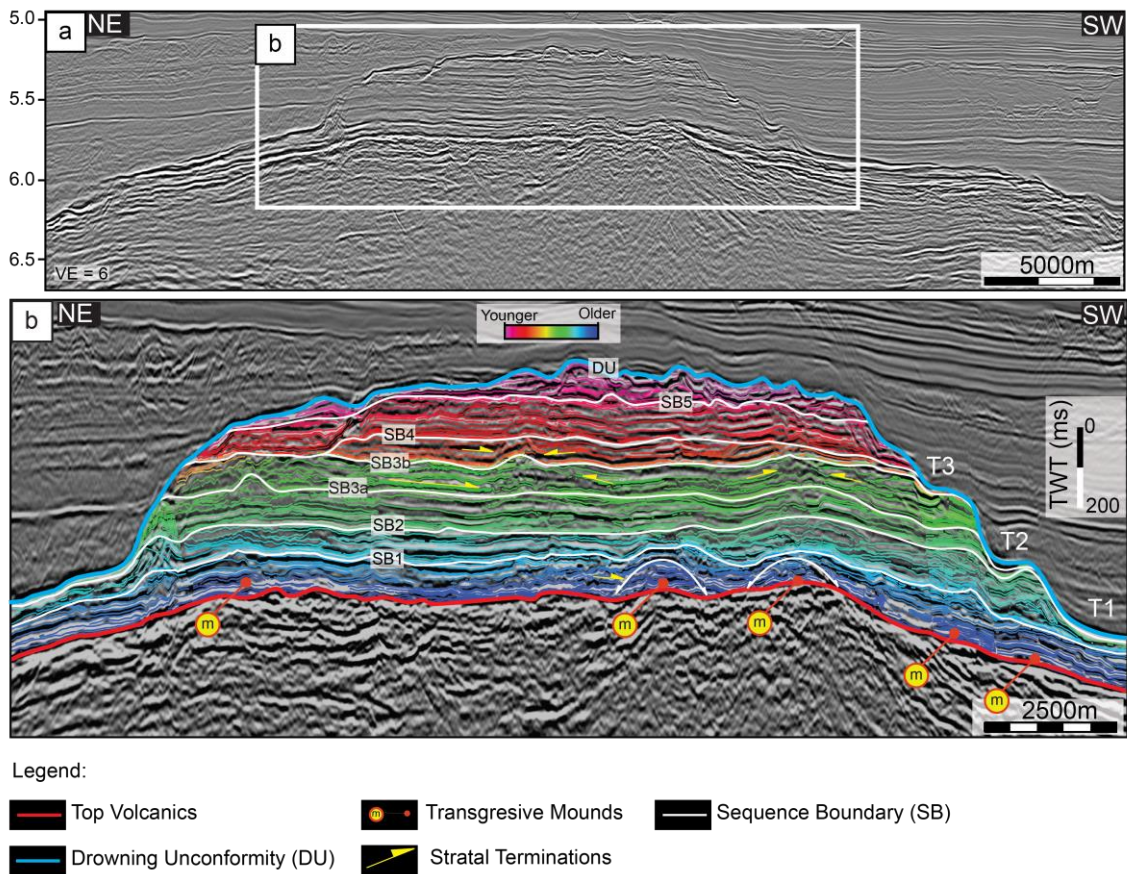 5.0
a NE
b
SW
5.5
6.0
6.5
VE = 6
5000m
b NE
Younger Older
SW
DU
SB5
SB4
SB3b
SB3a
SB2
SB1
T3
T2
T1
TWT (ms)
0
200
m
m
m
m
m
2500m
Legend:
Top Volcanics
m Transgresive Mounds
Sequence Boundary (SB)
Drowning Unconformity (DU)
Stratal Terminations